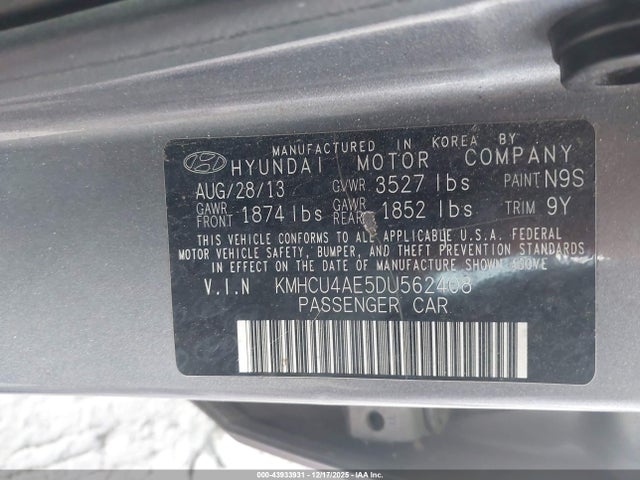 MANUFACTURED IN KOREA BY
HYUNDAI MOTOR COMPANY
AUG/28/13 GVWR 3527 lbs PAINT N9S
GAWR FRONT 1874 lbs GAWR REAR 1852 lbs TRIM 9Y
THIS VEHICLE CONFORMS TO ALL APPLICABLE U.S.A. FEDERAL
MOTOR VEHICLE SAFETY, BUMPER, AND THEFT PREVENTION STANDARDS
IN EFFECT ON THE DATE OF MANUFACTURE SHOWN ABOVE
V.I.N KMHCU4AE5DU562408
PASSENGER CAR
000-43933931 - 12/17/2025 - IAAI.COM